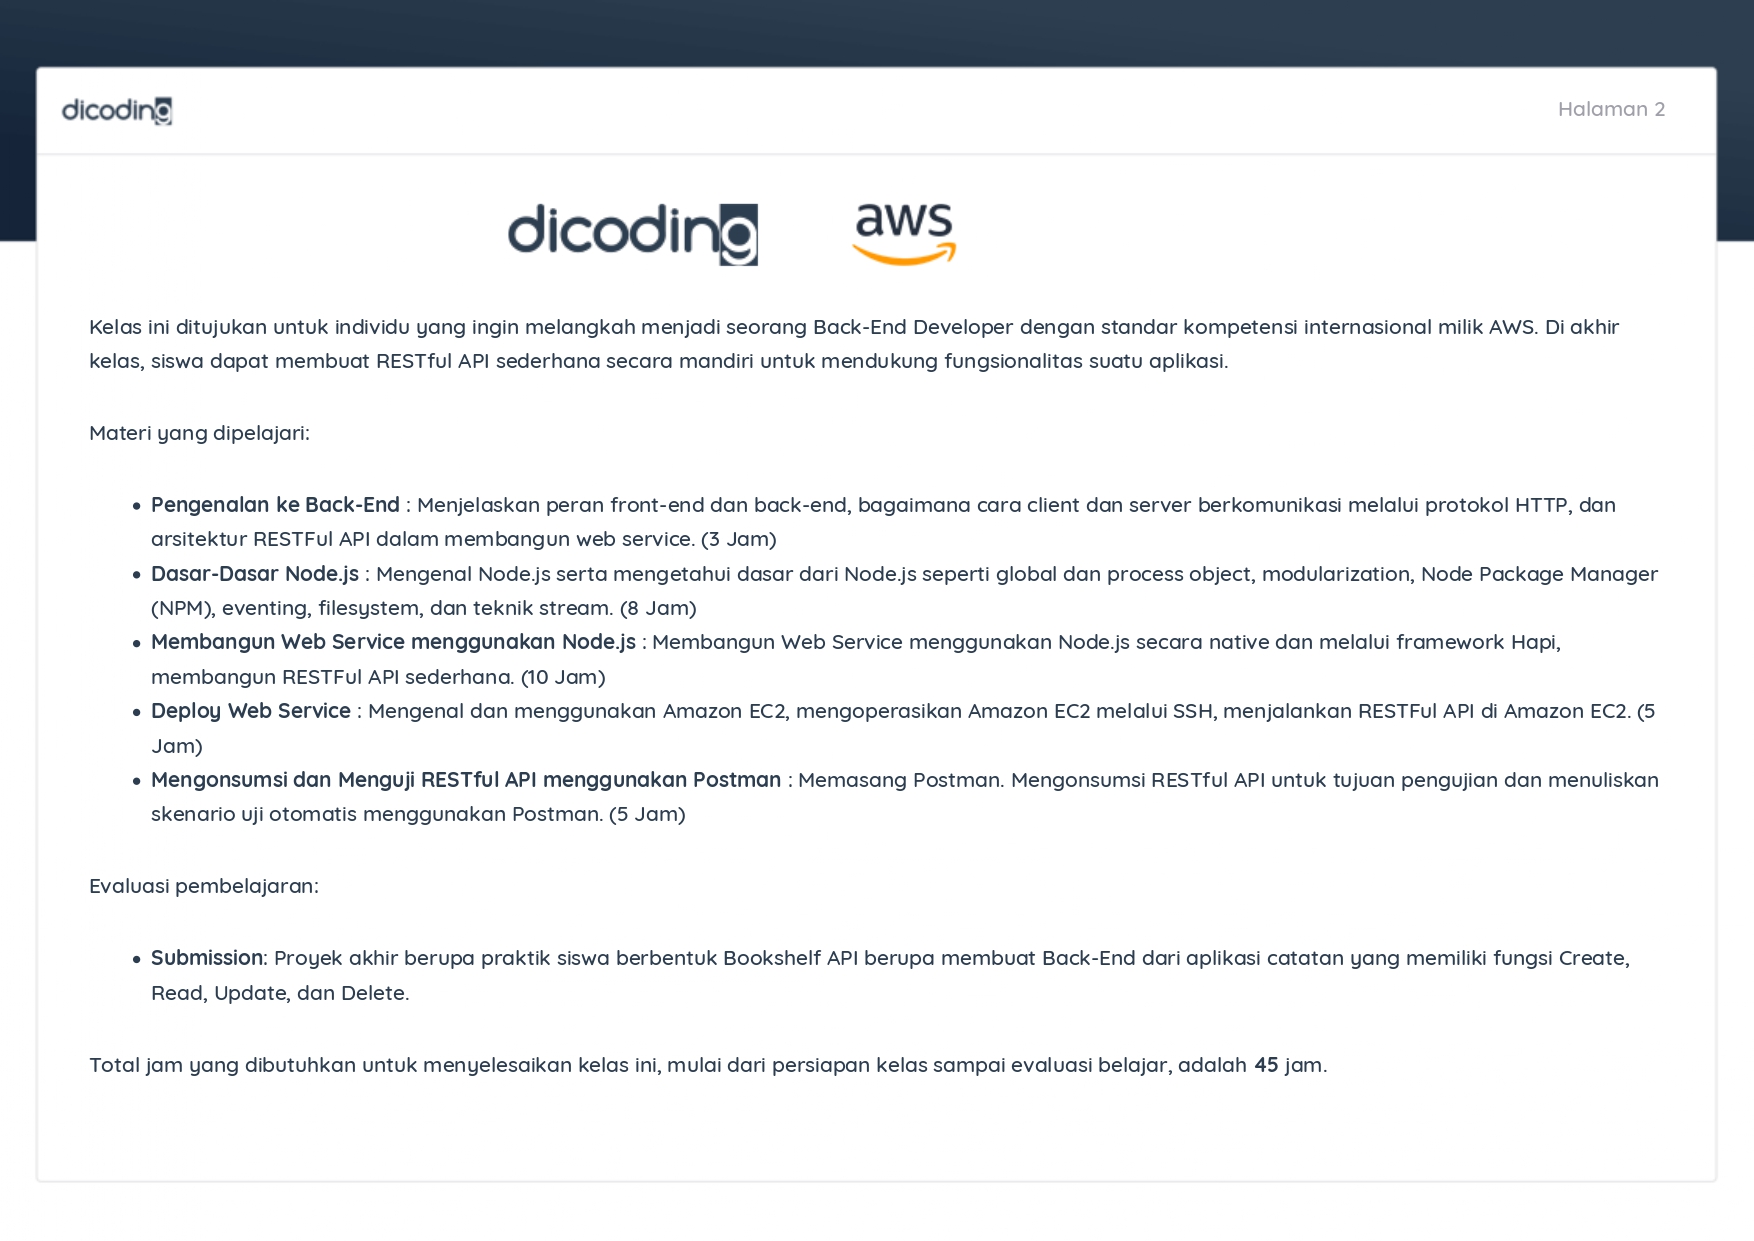 dicoding
Halaman 2
dicoding
aws
Kelas ini ditujukan untuk individu yang ingin melangkah menjadi seorang Back-End Developer dengan standar kompetensi internasional milik AWS. Di akhir
kelas, siswa dapat membuat RESTful API sederhana secara mandiri untuk mendukung fungsionalitas suatu aplikasi.
Materi yang dipelajari:
• Pengenalan ke Back-End : Menjelaskan peran front-end dan back-end, bagaimana cara client dan server berkomunikasi melalui protokol HTTP, dan
arsitektur RESTFul API dalam membangun web service. (3 Jam)
• Dasar-Dasar Node.js : Mengenal Node.js serta mengetahui dasar dari Node.js seperti global dan process object, modularization, Node Package Manager
(NPM), eventing, filesystem, dan teknik stream. (8 Jam)
• Membangun Web Service menggunakan Node.js : Membangun Web Service menggunakan Node.js secara native dan melalui framework Hapi,
membangun RESTFul API sederhana. (10 Jam)
• Deploy Web Service : Mengenal dan menggunakan Amazon EC2, mengoperasikan Amazon EC2 melalui SSH, menjalankan RESTFul API di Amazon EC2. (5
Jam)
• Mengonsumsi dan Menguji RESTful API menggunakan Postman : Memasang Postman. Mengonsumsi RESTful API untuk tujuan pengujian dan menuliskan
skenario uji otomatis menggunakan Postman. (5 Jam)
Evaluasi pembelajaran:
• Submission: Proyek akhir berupa praktik siswa berbentuk Bookshelf API berupa membuat Back-End dari aplikasi catatan yang memiliki fungsi Create,
Read, Update, dan Delete.
Total jam yang dibutuhkan untuk menyelesaikan kelas ini, mulai dari persiapan kelas sampai evaluasi belajar, adalah 45 jam.